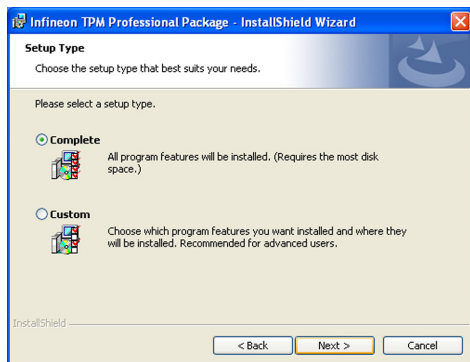 Infineon TPM Professional Package - InstallShield Wizard
Setup Type
Choose the setup type that best suits your needs.
Please select a setup type.
Complete
All program features will be installed. (Requires the most disk
space.)
Custom
Choose which program features you want installed and where they
will be installed. Recommended for advanced users.
InstallShield
< Back
Next >
Cancel